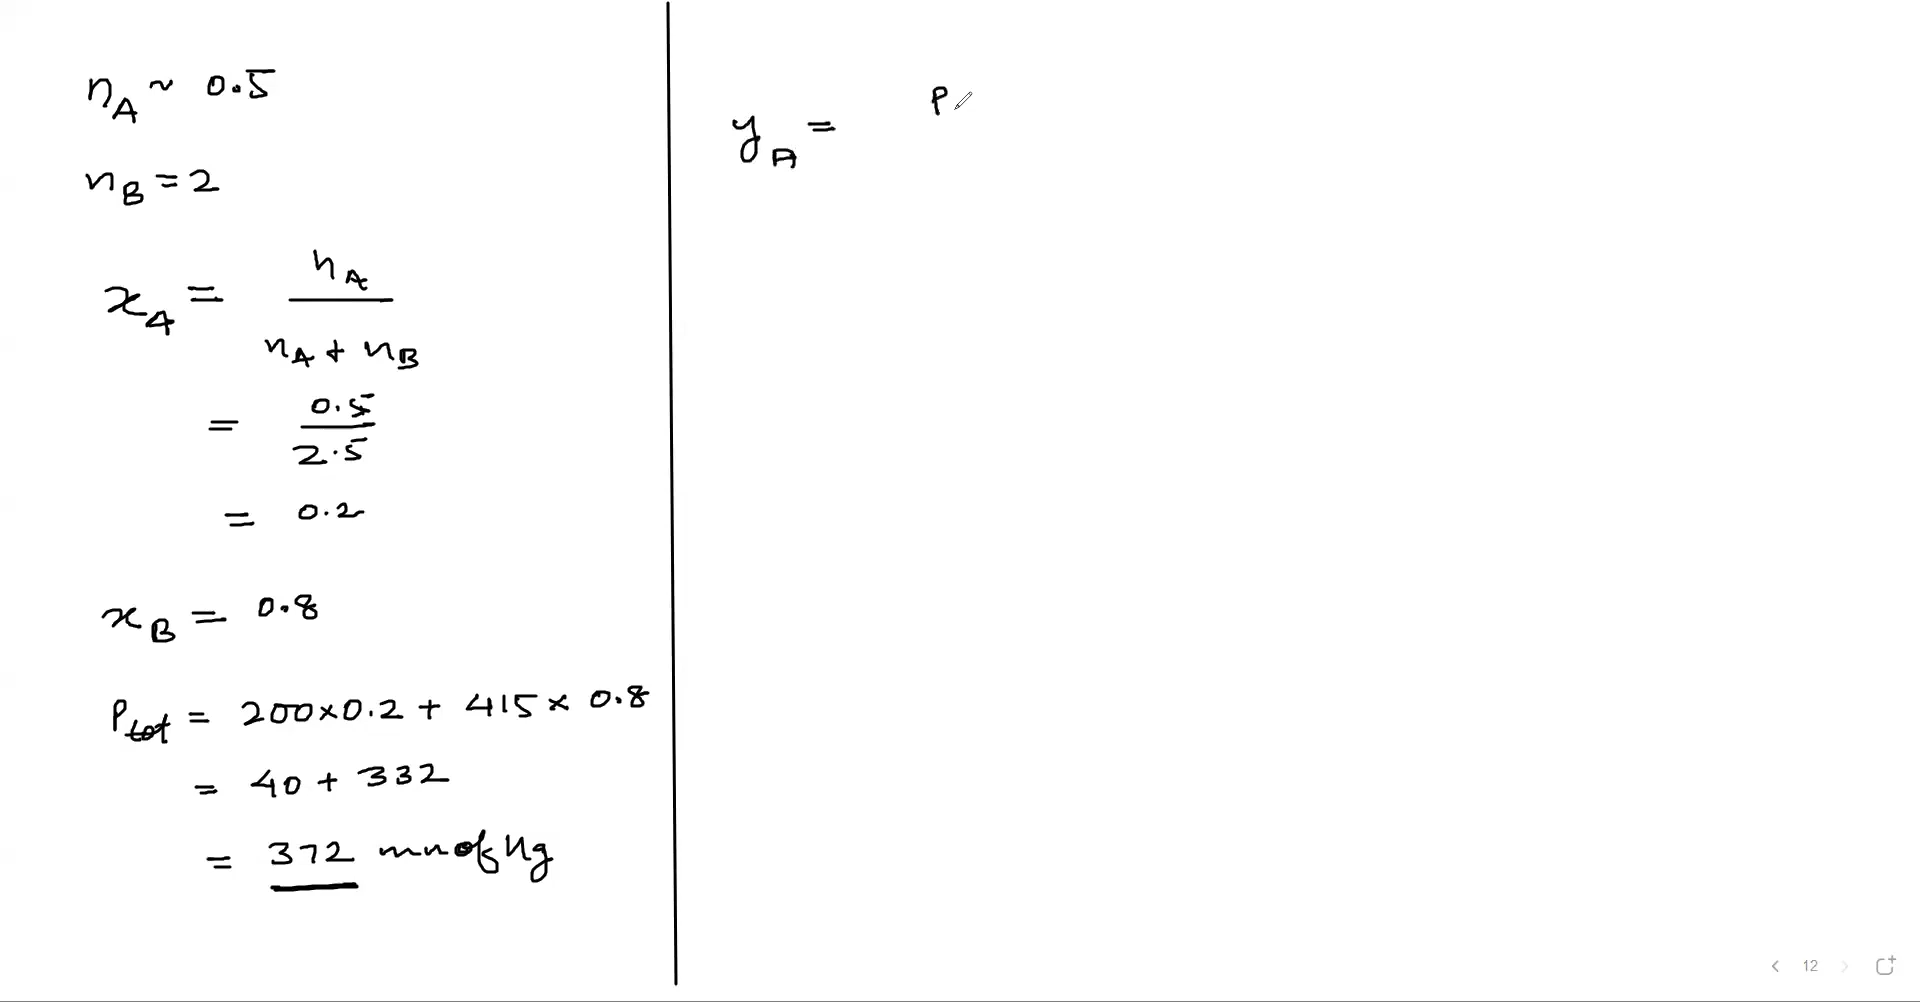 n_A ~ 0.5
n_B = 2
x_A = n_A / n_A + n_B
= 0.5 / 2.5
= 0.2
x_B = 0.8
P_tot = 200×0.2 + 415× 0.8
= 40 + 332
= 372 mm of Hg
y_A = P
12